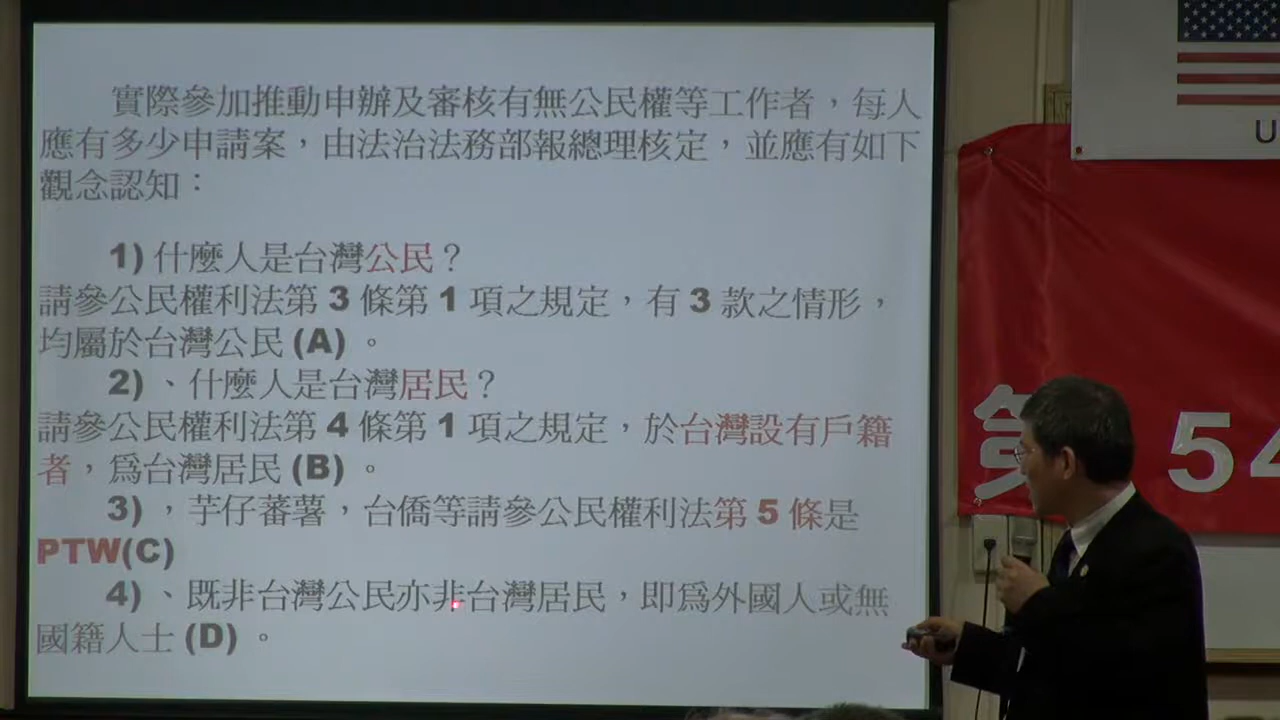 實際參加推動申辦及審核有無公民權等工作者，每人
應有多少申請案，由法治法務部報總理核定，並應有如下
觀念認知：
1) 什麼人是台灣公民？
請參公民權利法第 3 條第 1 項之規定，有 3 款之情形，
均屬於台灣公民 (A) 。
2) 、什麼人是台灣居民？
請參公民權利法第 4 條第 1 項之規定，於台灣設有戶籍
者，爲台灣居民 (B) 。
3) ，芋仔蕃薯，台僑等請參公民權利法第 5 條是
PTW(C)
4) 、既非台灣公民亦非台灣居民，即爲外國人或無
國籍人士 (D) 。
U
第 54